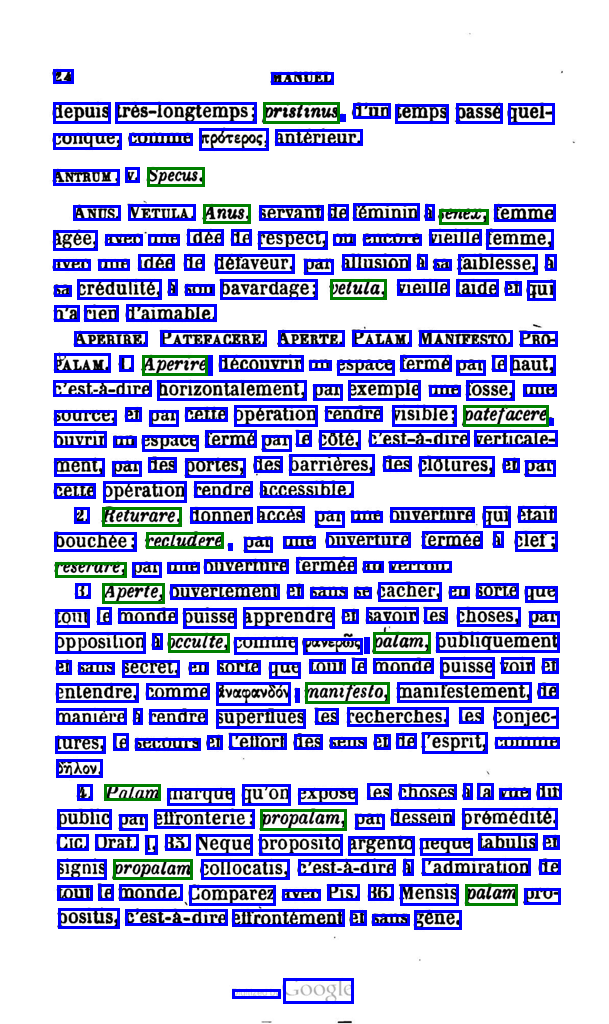 24 MANUEL
depuis très-longtemps; pristinus, d'un temps passé quel-
conque, comme πρότερος, antérieur.
ANTRUM. v. Specus.
ANUS. VETULA. Anus, servant de féminin à senex, femme
âgée, avec une idée de respect, ou encore vieille femme,
avec une idée de défaveur, par allusion à sa faiblesse, à
sa crédulité, à son bavardage; vetula, vieille laide et qui
n'a rien d'aimable.
APERIRE. PATEFACERE. APERTE. PALAM. MANIFESTO. PRO-
PALAM. 1. Aperire, découvrir un espace fermé par le haut,
c'est-à-dire horizontalement, par exemple une fosse, une
source, et par cette opération rendre visible; patefacere,
ouvrir un espace fermé par le côté, c'est-à-dire verticale-
ment, par des portes, des barrières, des clôtures, et par
cette opération rendre accessible.
2. Returare, donner accès par une ouverture qui était
bouchée; recludere, par une ouverture fermée à clef;
reserare, par une ouverture fermée au verrou.
3. Aperte, ouvertement et sans se cacher, en sorte que
tout le monde puisse apprendre et savoir les choses, par
opposition à occulte, comme φανερῶς; palam, publiquement
et sans secret, en sorte que tout le monde puisse voir et
entendre, comme ἀναφανδόν; manifesto, manifestement, de
manière à rendre superflues les recherches, les conjec-
tures, le secours et l'effort des sens et de l'esprit, comme
δῆλον.
4. Palam marque qu'on expose les choses à la vue du
public par effronterie; propalam, par dessein prémédité.
Cic. Orat. I, 35. Neque proposito argento neque tabulis et
signis propalam collocatis, c'est-à-dire à l'admiration de
tout le monde. Comparez avec Pis. 36. Mensis palam pro-
positis, c'est-à-dire effrontément et sans gêne.
Google